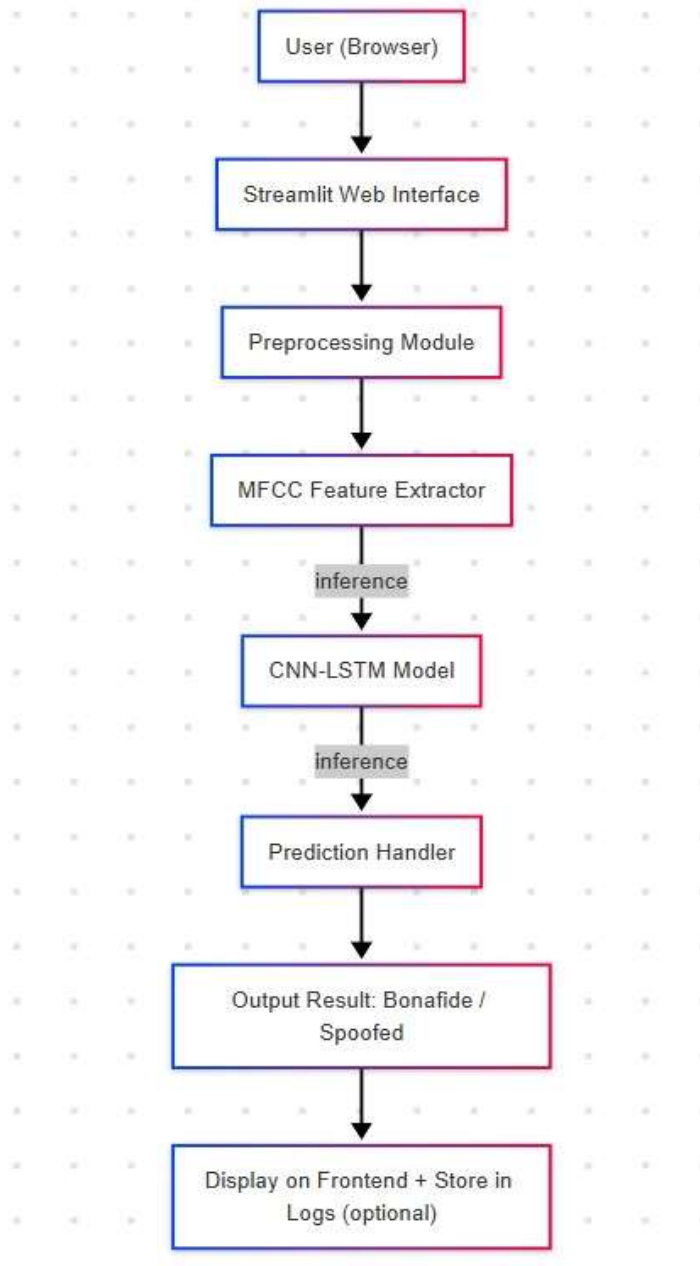 User (Browser)
Streamlit Web Interface
Preprocessing Module
MFCC Feature Extractor
inference
CNN-LSTM Model
inference
Prediction Handler
Output Result: Bonafide /
Spoofed
Display on Frontend + Store in
Logs (optional)